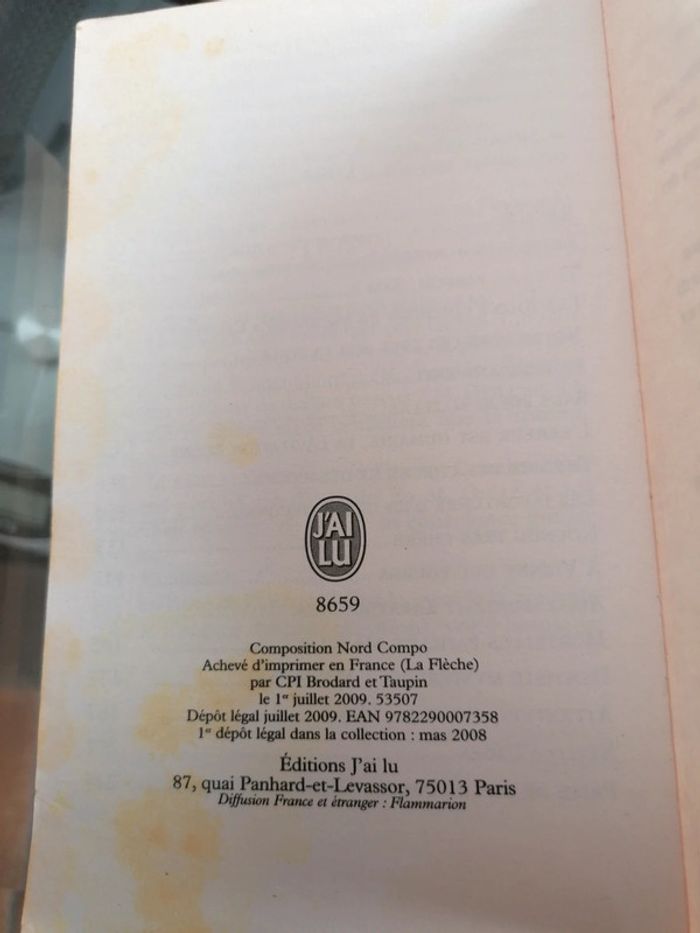 J'AI
LU
8659
Composition Nord Compo
Achevé d'imprimer en France (La Flèche)
par CPI Brodard et Taupin
le 1er juillet 2009. 53507
Dépôt légal juillet 2009. EAN 9782290007358
1er dépôt légal dans la collection : mas 2008
Éditions J'ai lu
87, quai Panhard-et-Levassor, 75013 Paris
Diffusion France et étranger : Flammarion